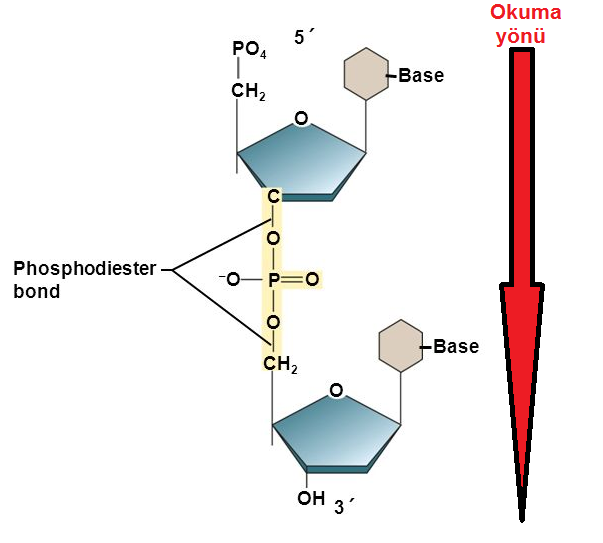 Okuma
yönü
PO4
5´
Base
CH2
O
C
O
Phosphodiester
bond
⁻O–P=O
O
CH2
Base
O
OH
3´